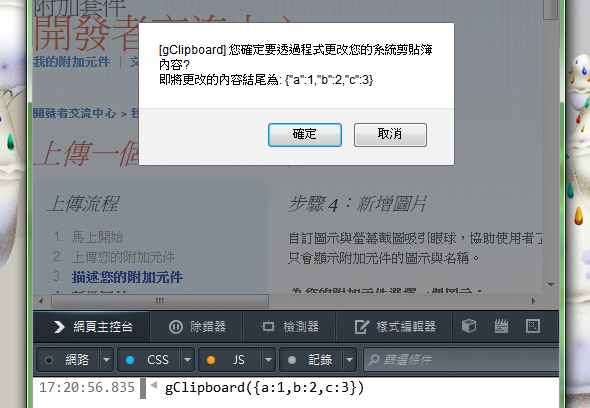 附加套件
開發者交流中心
我的附加元件 | 文
開發者交流中心 > 我
上傳一個
[gClipboard] 您確定要透過程式更改您的系統剪貼簿
內容?
即將更改的內容結尾為: {"a":1,"b":2,"c":3}
確定 取消
上傳流程
1. 馬上開始
2. 上傳您的附加元件
3. 描述您的附加元件
步驟 4：新增圖片
自訂圖示與螢幕截圖吸引眼球，協助使用者了
只會顯示附加元件的圖示與名稱。
網頁主控台 除錯器 檢測器 樣式編輯器
網路 CSS JS 記錄 篩選條件
17:20:56.835 gClipboard({a:1,b:2,c:3})